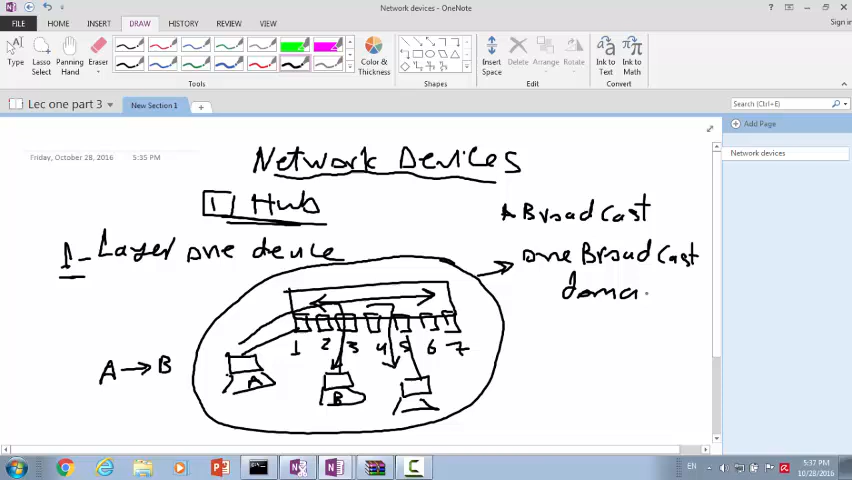 Network devices - OneNote
FILE HOME INSERT DRAW HISTORY REVIEW VIEW
Sign in
Type Lasso Select Panning Hand Eraser Color & Thickness Insert Space Delete Arrange Rotate Ink to Text Ink to Math
Tools Shapes Edit Convert
Lec one part 3 New Section 1 Search (Ctrl+E)
Add Page
Network devices
Friday, October 28, 2016 5:35 PM
Network Devices
1 Hub
* BroadCast
1- Layer one device
one BroadCast
doma
1 2 3 4 5 6 7
A → B
A
B
EN 5:37 PM
10/28/2016